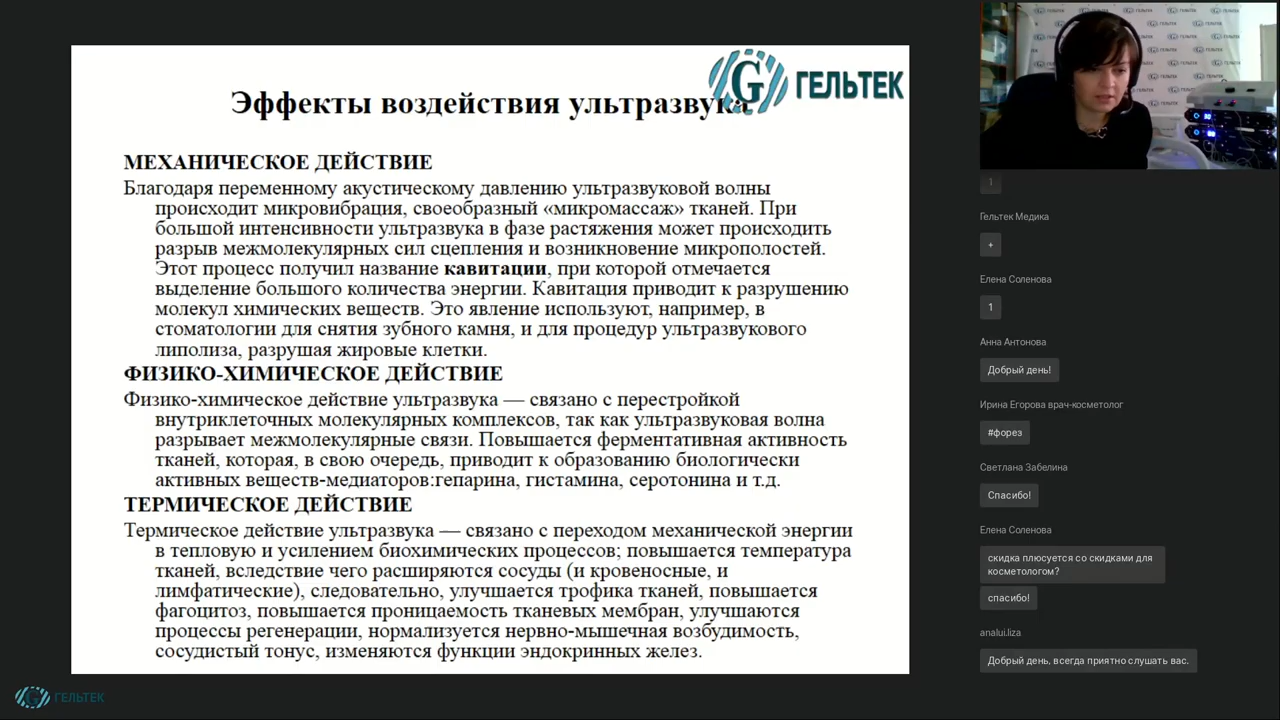 ГЕЛЬТЕК
Эффекты воздействия ультразвука
МЕХАНИЧЕСКОЕ ДЕЙСТВИЕ
Благодаря переменному акустическому давлению ультразвуковой волны
происходит микровибрация, своеобразный «микромассаж» тканей. При
большой интенсивности ультразвука в фазе растяжения может происходить
разрыв межмолекулярных сил сцепления и возникновение микрополостей.
Этот процесс получил название кавитации, при которой отмечается
выделение большого количества энергии. Кавитация приводит к разрушению
молекул химических веществ. Это явление используют, например, в
стоматологии для снятия зубного камня, и для процедур ультразвукового
липолиза, разрушая жировые клетки.
ФИЗИКО-ХИМИЧЕСКОЕ ДЕЙСТВИЕ
Физико-химическое действие ультразвука — связано с перестройкой
внутриклеточных молекулярных комплексов, так как ультразвуковая волна
разрывает межмолекулярные связи. Повышается ферментативная активность
тканей, которая, в свою очередь, приводит к образованию биологически
активных веществ-медиаторов:гепарина, гистамина, серотонина и т.д.
ТЕРМИЧЕСКОЕ ДЕЙСТВИЕ
Термическое действие ультразвука — связано с переходом механической энергии
в тепловую и усилением биохимических процессов; повышается температура
тканей, вследствие чего расширяются сосуды (и кровеносные, и
лимфатические), следовательно, улучшается трофика тканей, повышается
фагоцитоз, повышается проницаемость тканевых мембран, улучшаются
процессы регенерации, нормализуется нервно-мышечная возбудимость,
сосудистый тонус, изменяются функции эндокринных желез.
ГЕЛЬТЕК
1
Гельтек Медика
+
Елена Соленова
1
Анна Антонова
Добрый день!
Ирина Егорова врач-косметолог
#форез
Светлана Забелина
Спасибо!
Елена Соленова
скидка плюсуется со скидками для
косметологом?
спасибо!
analui.liza
Добрый день, всегда приятно слушать вас.